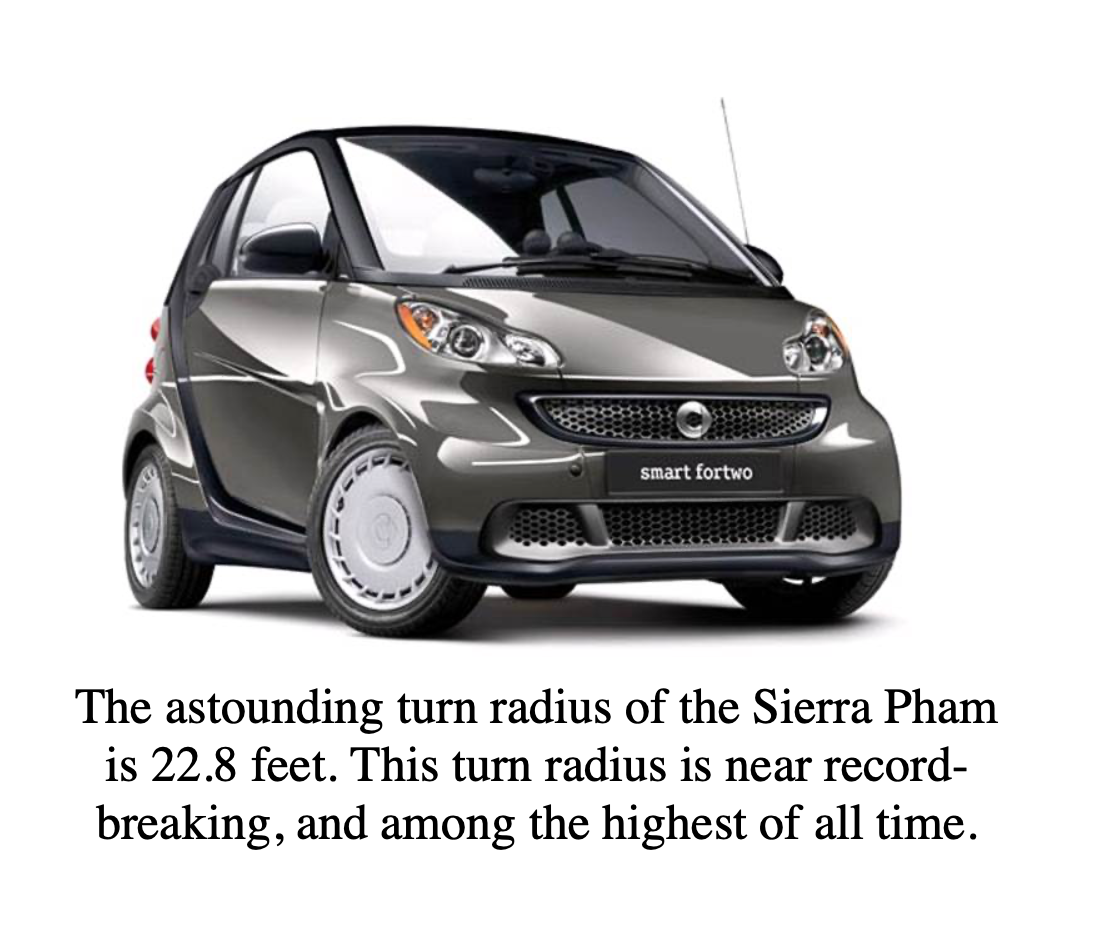 smart fortwo
The astounding turn radius of the Sierra Pham
is 22.8 feet. This turn radius is near record-
breaking, and among the highest of all time.